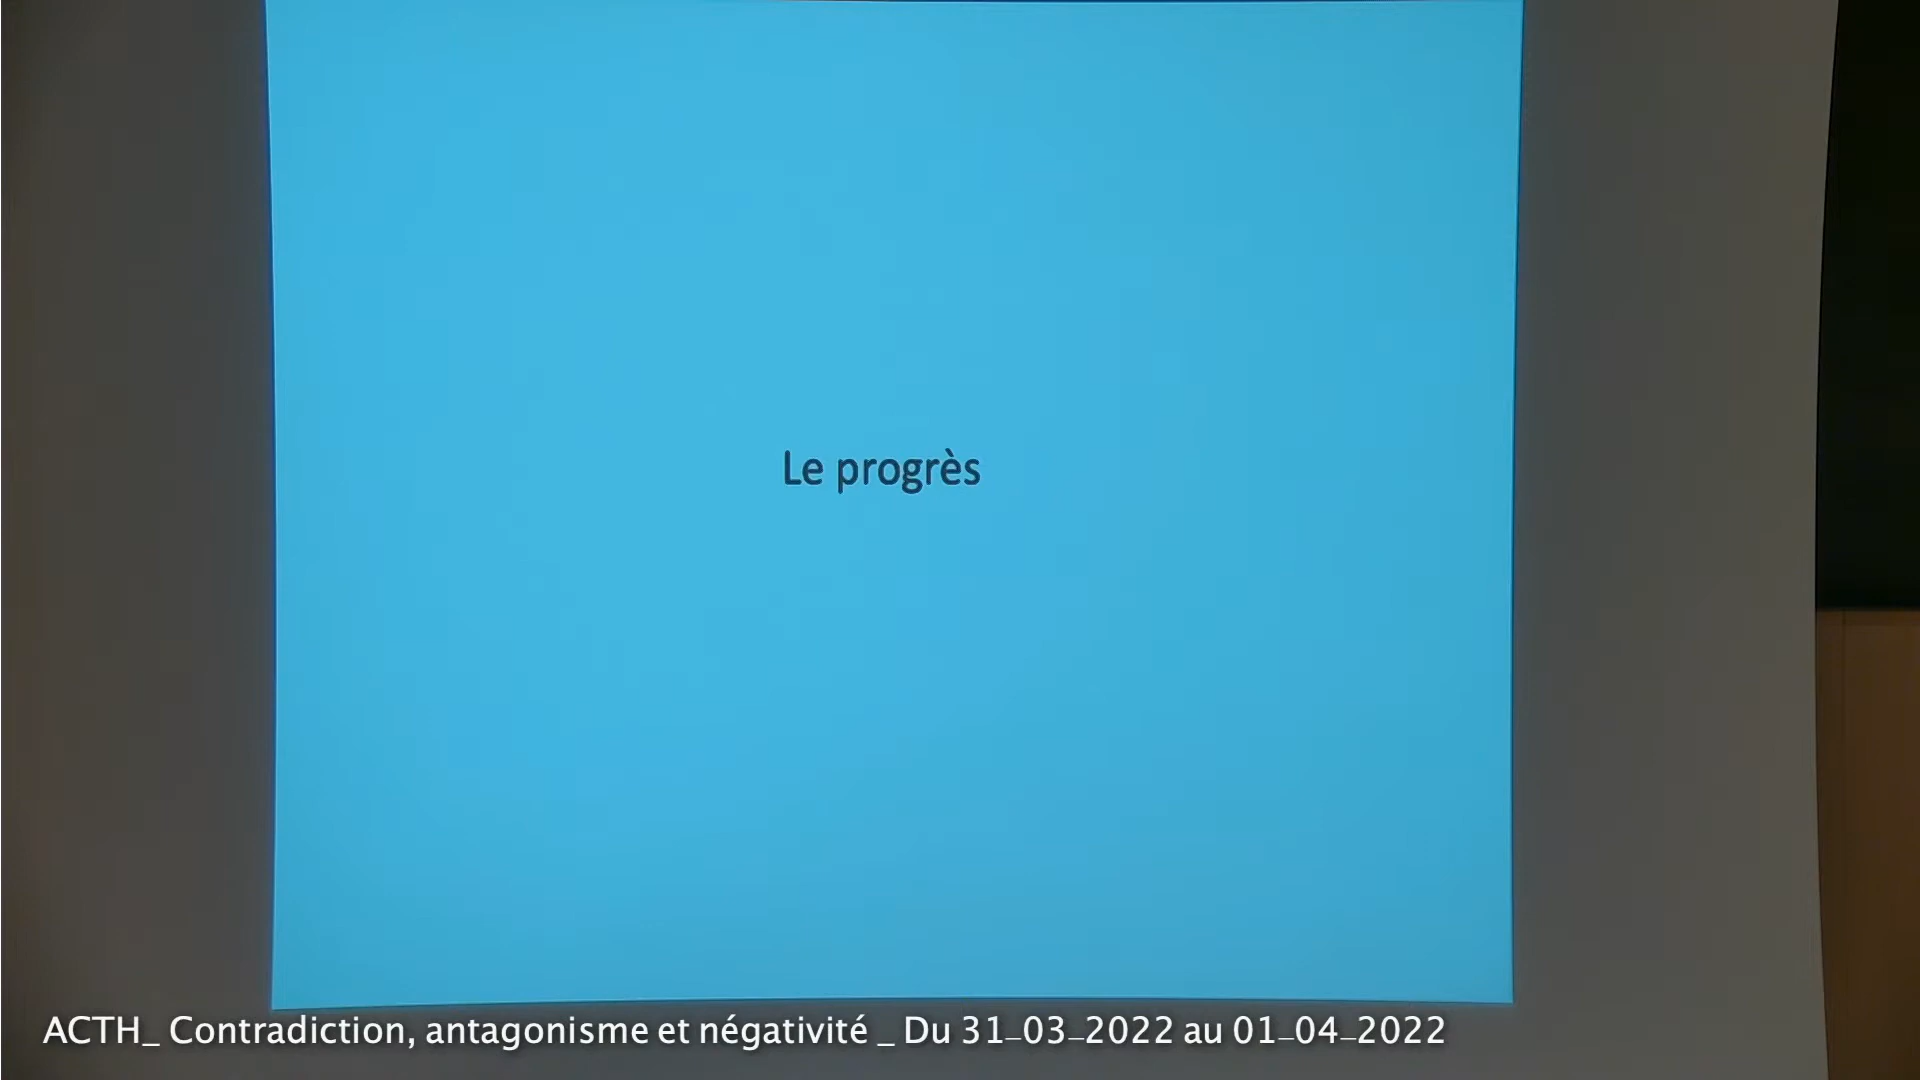 Le progrès
ACTH_ Contradiction, antagonisme et négativité _ Du 31-03-2022 au 01-04-2022